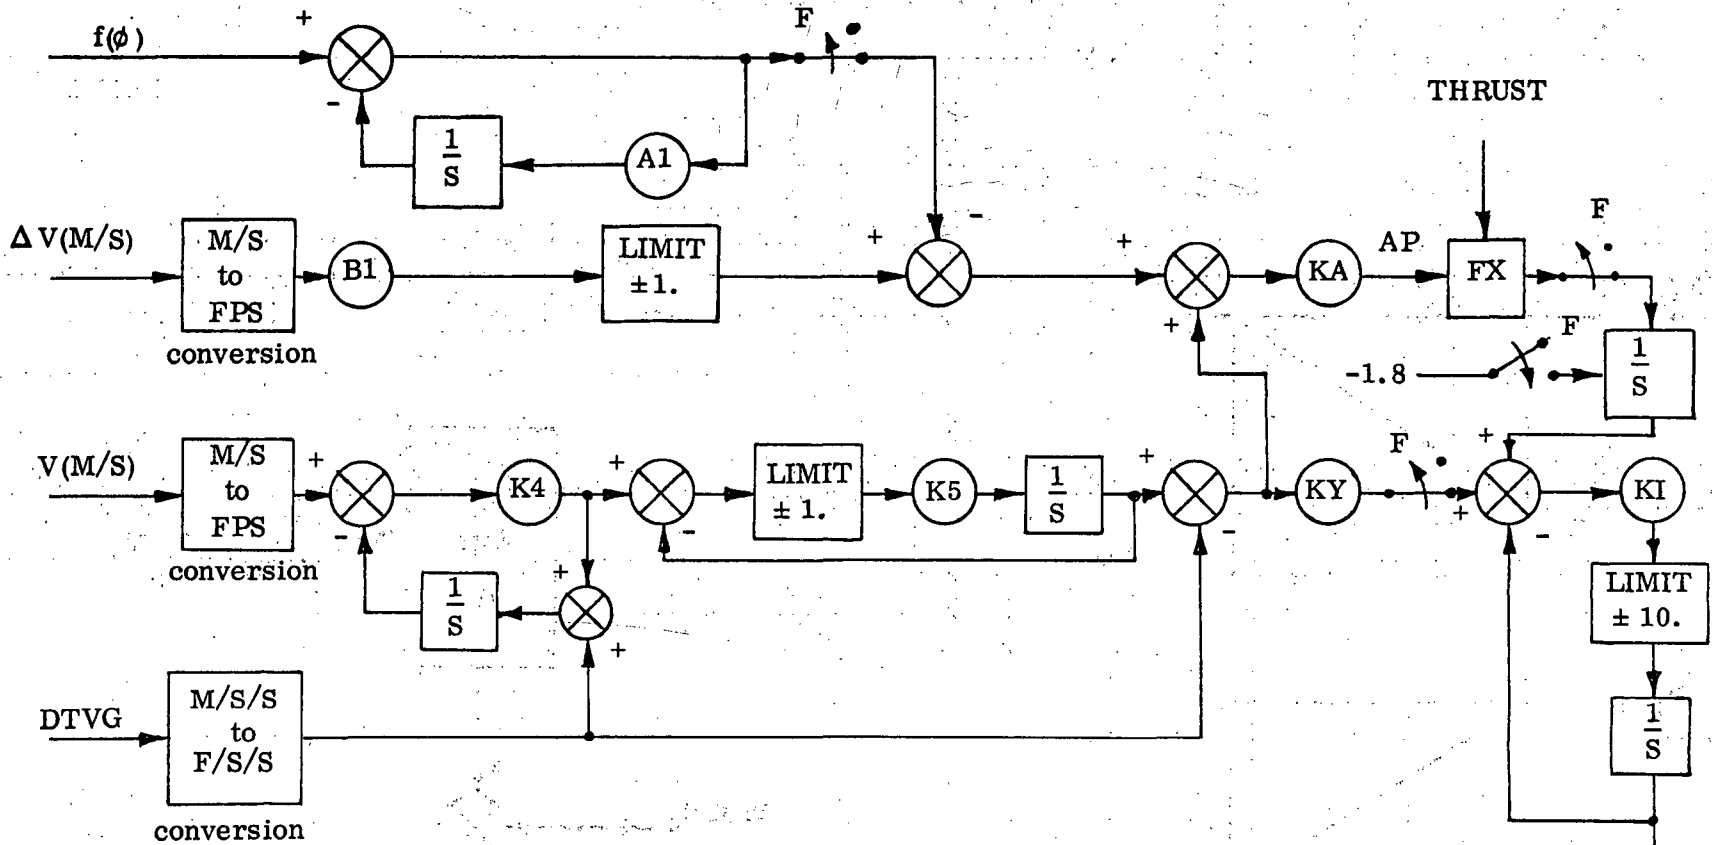 +
f(ϕ)
F
-
1
S
A1
THRUST
ΔV(M/S)
M/S
to
FPS
conversion
B1
LIMIT
±1.
+
-
+
KA
AP
FX
F
+
F
-1.8
1
S
V(M/S)
M/S
to
FPS
conversion
+
-
K4
+
-
LIMIT
± 1.
K5
1
S
+
-
KY
F
+
+
-
KI
1
S
+
+
LIMIT
± 10.
DTVG
M/S/S
to
F/S/S
conversion
1
S